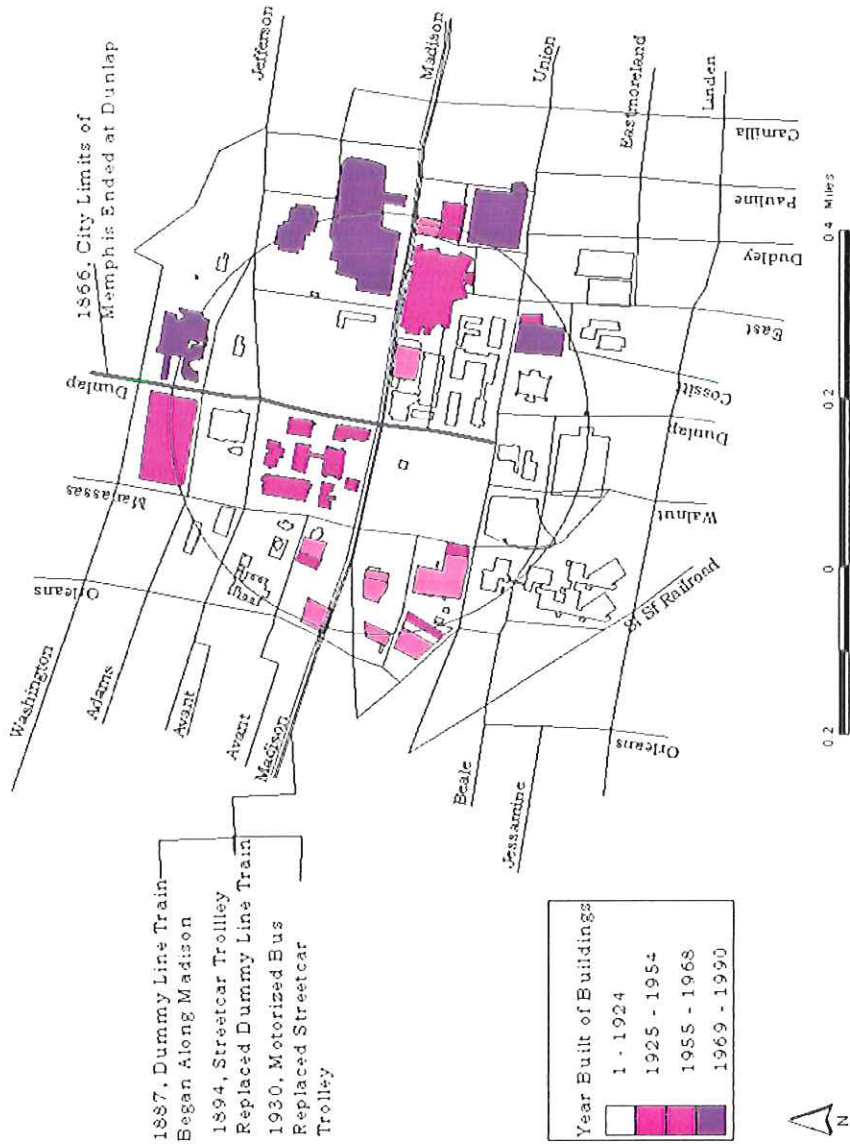 1866, City Limits of
Memphis Ended at Dunlap
Jefferson
Madison
Union
Eastmoreland
Linden
Camilla
Pauline
Dudley
East
Cossitt
Dunlap
Walnut
St Sf Railroad
Orleans
Dunlap
Manassas
Orleans
Washington
Adams
Avant
Avant
Madison
Beale
Jessamine
1887, Dummy Line Train
Began Along Madison
1894, Streetcar Trollley
Replaced Dummy Line Train
1930, Motorized Bus
Replaced Streetcar
Trolley
Year Built of Buildings
1 - 1924
1925 - 1954
1955 - 1968
1969 - 1990
N
0.2 0 0.2 0.4 Miles